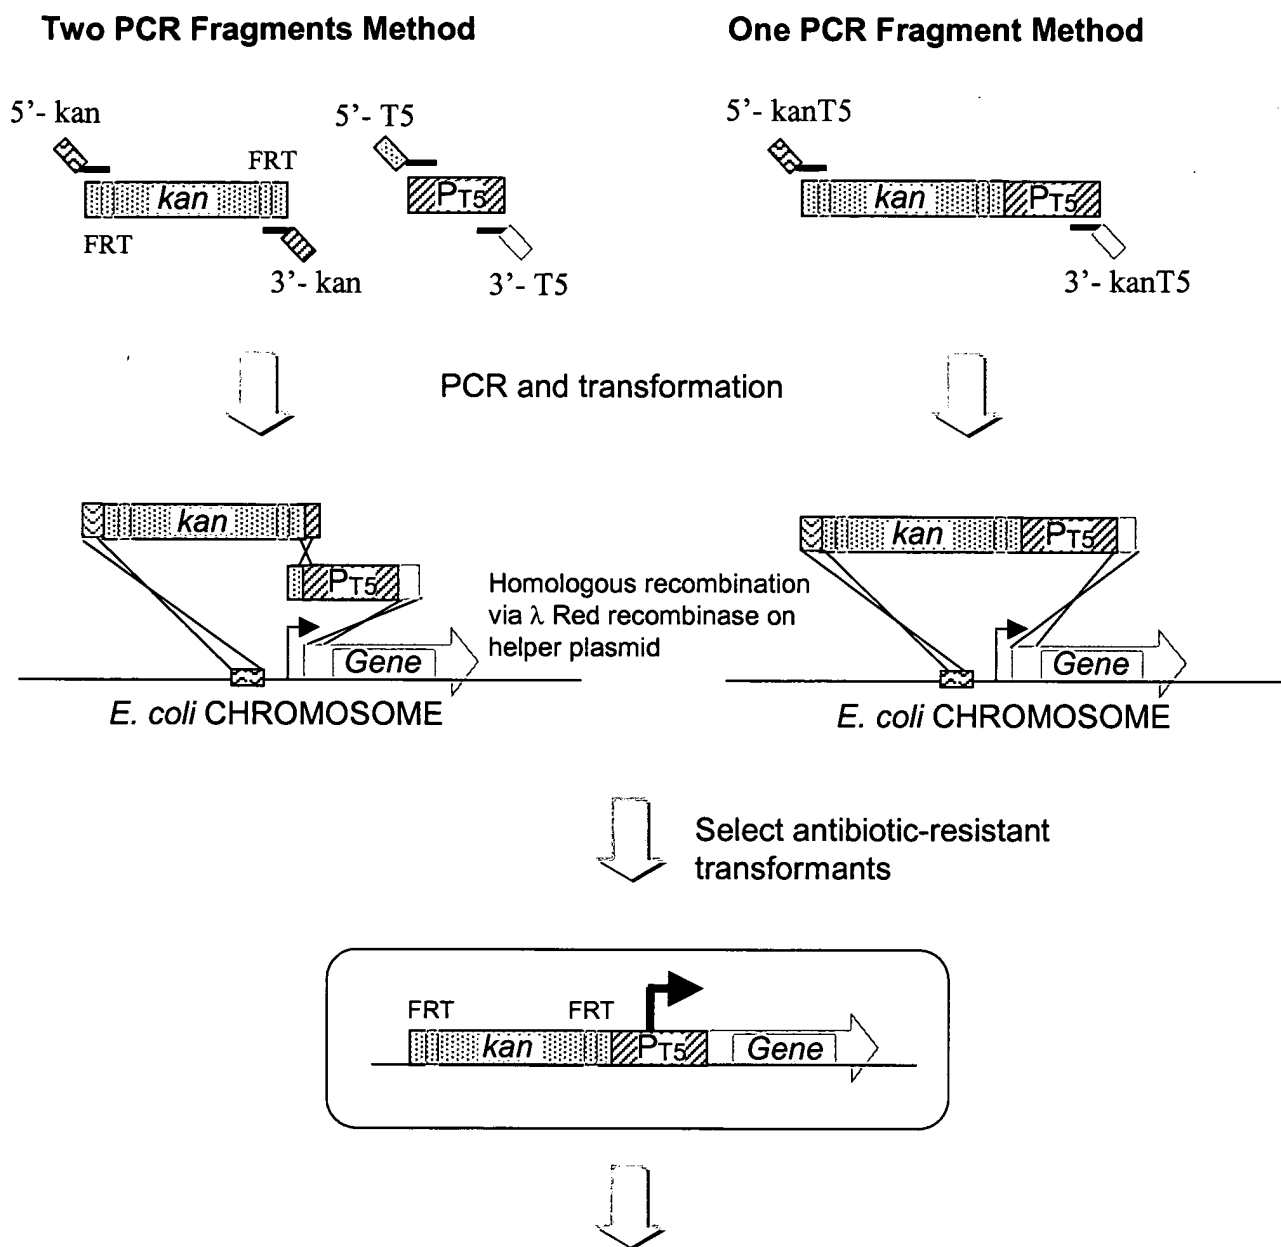 Two PCR Fragments Method
One PCR Fragment Method
5’- kan
5’- T5
5’- kanT5
FRT
kan
PT5
kan
PT5
FRT
3’- kan
3’- T5
3’- kanT5
PCR and transformation
kan
PT5
kan
PT5
Homologous recombination
via λ Red recombinase on
helper plasmid
Gene
Gene
E. coli CHROMOSOME
E. coli CHROMOSOME
Select antibiotic-resistant
transformants
FRT
FRT
kan
PT5
Gene